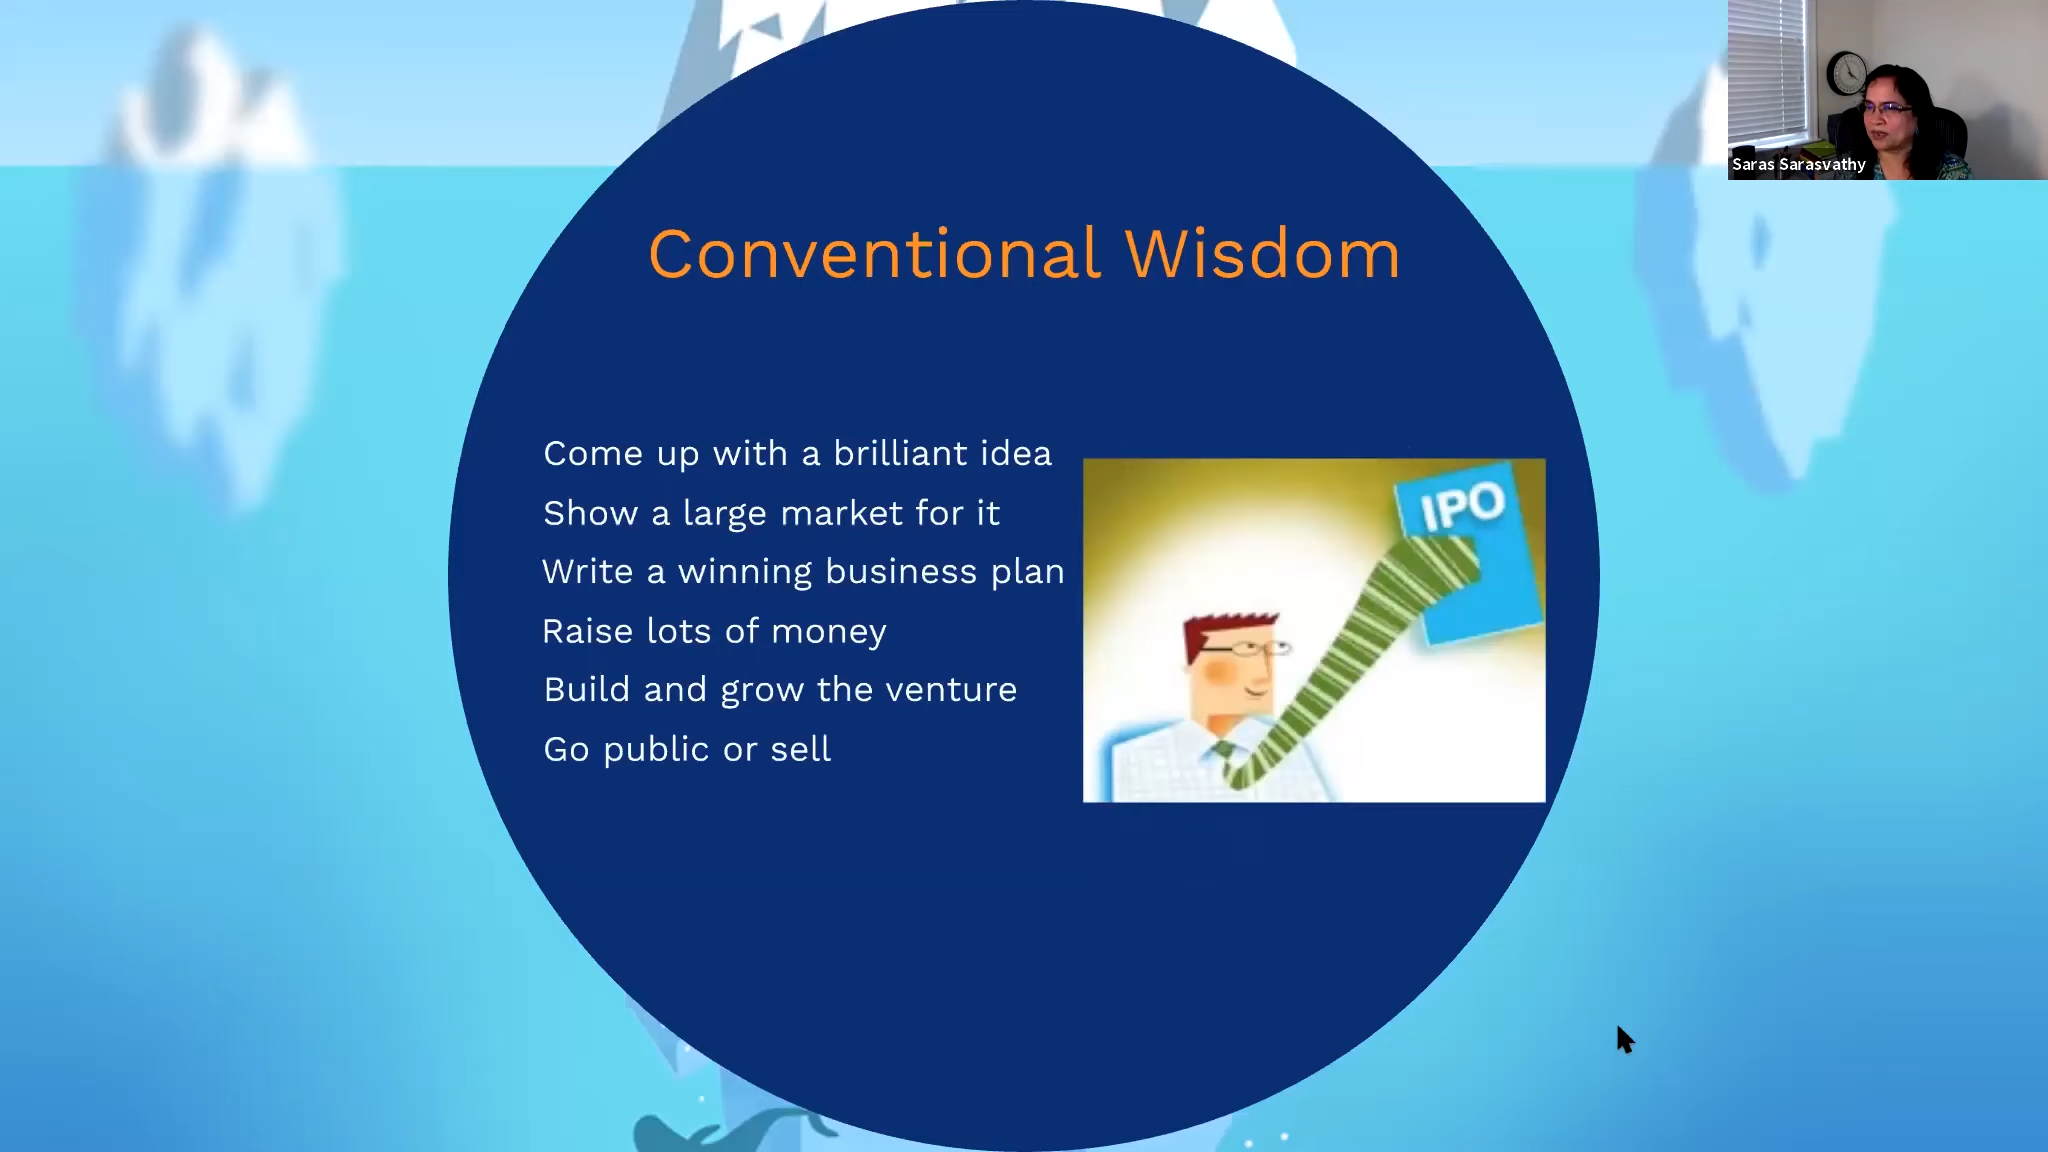 Saras Sarasvathy
Conventional Wisdom
Come up with a brilliant idea
Show a large market for it
Write a winning business plan
Raise lots of money
Build and grow the venture
Go public or sell
IPO